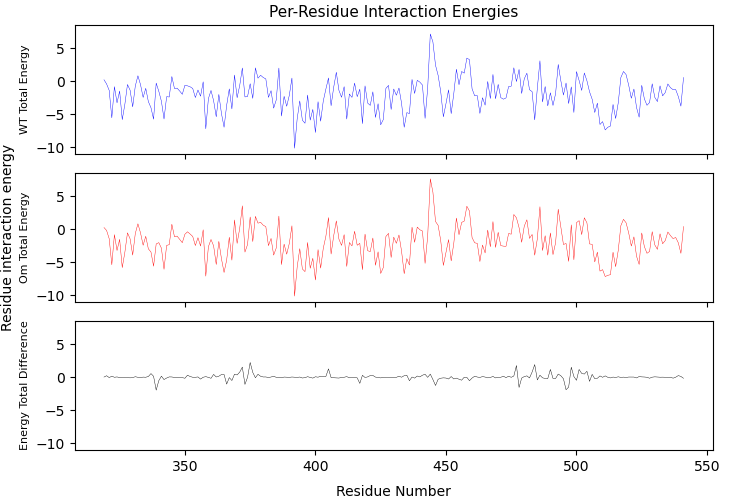 Per-Residue Interaction Energies
Residue interaction energy
WT Total Energy
5
0
−5
−10
Om Total Energy
5
0
−5
−10
Energy Total Difference
5
0
−5
−10
350
400
450
500
550
Residue Number